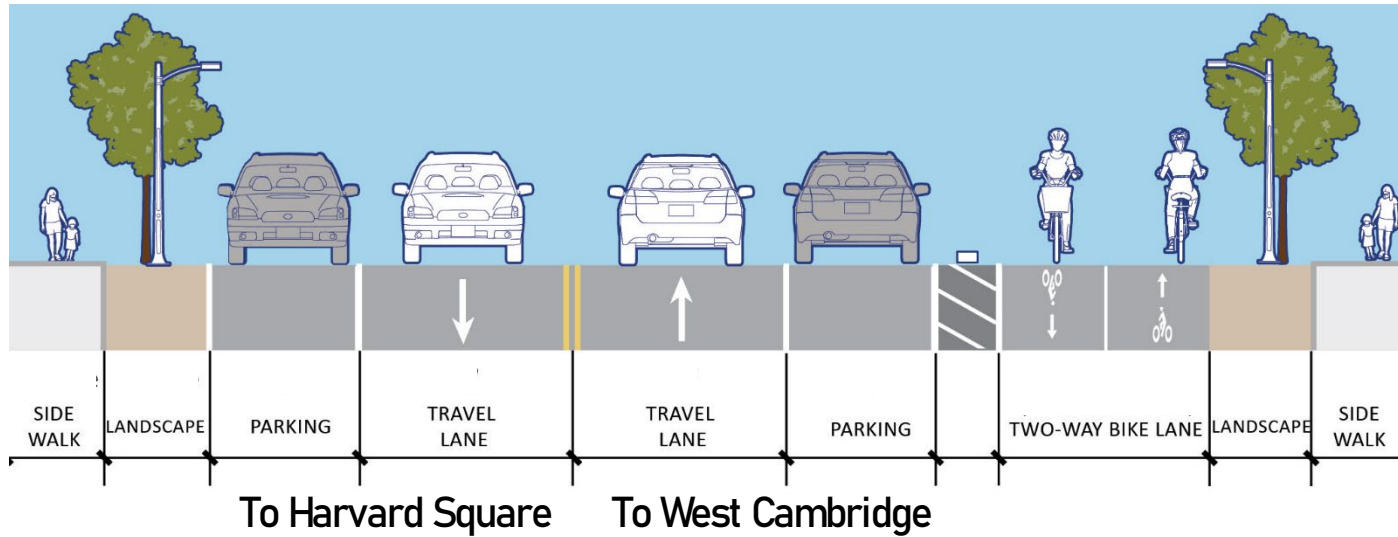 SIDE
WALK
LANDSCAPE
PARKING
TRAVEL
LANE
TRAVEL
LANE
PARKING
TWO-WAY BIKE LANE
LANDSCAPE
SIDE
WALK
To Harvard Square
To West Cambridge